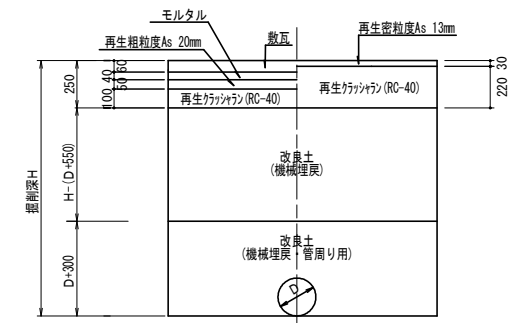 モルタル
再生粗粒度As 20mm
敷瓦
再生密粒度As 13mm
250
40
60
50
100
30
220
再生クラッシャラン(RC-40)
再生クラッシャラン(RC-40)
掘削深H
H-(D+550)
改良土
(機械埋戻)
D+300
改良土
(機械埋戻・管周り用)
D